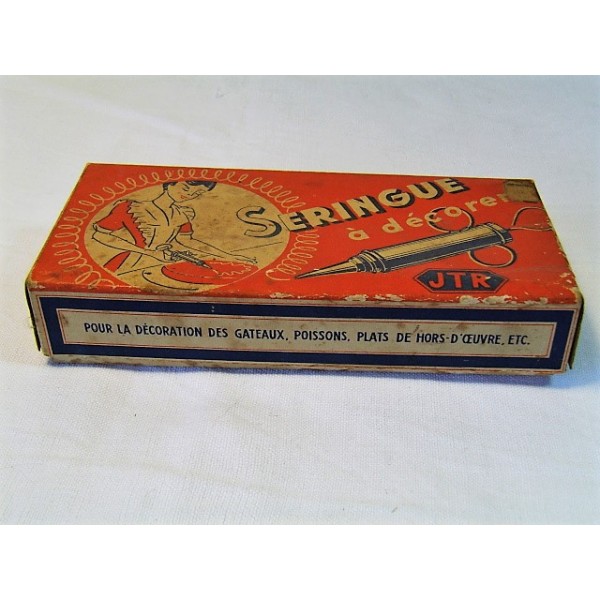 SERINGUE
à décorer
JTR
POUR LA DÉCORATION DES GATEAUX, POISSONS, PLATS DE HORS-D'ŒUVRE, ETC.